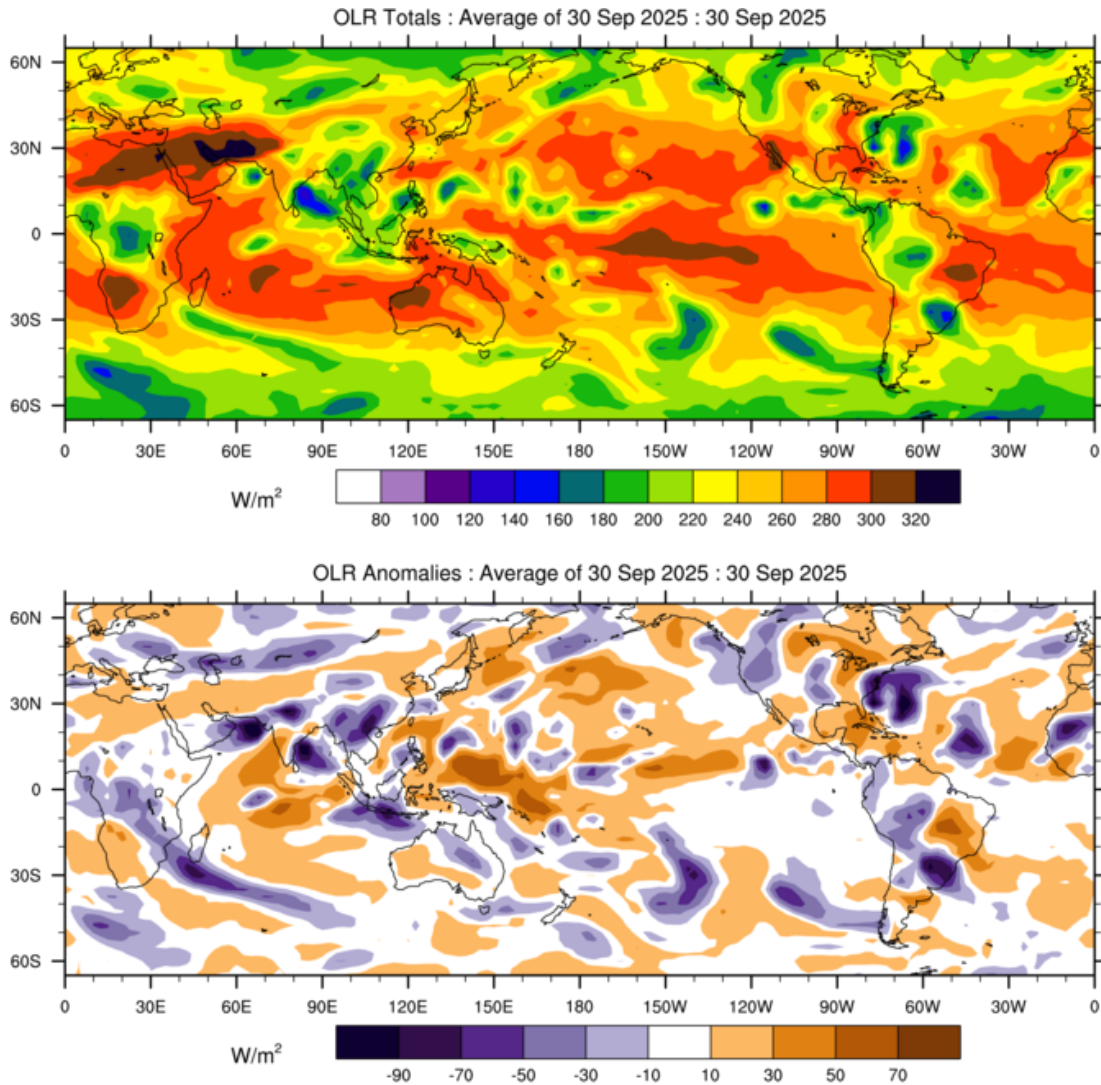 OLR Totals : Average of 30 Sep 2025 : 30 Sep 2025
60N
30N
0
30S
60S
0 30E 60E 90E 120E 150E 180 150W 120W 90W 60W 30W 0
W/m²
80 100 120 140 160 180 200 220 240 260 280 300 320
OLR Anomalies : Average of 30 Sep 2025 : 30 Sep 2025
60N
30N
0
30S
60S
0 30E 60E 90E 120E 150E 180 150W 120W 90W 60W 30W 0
W/m²
-90 -70 -50 -30 -10 10 30 50 70